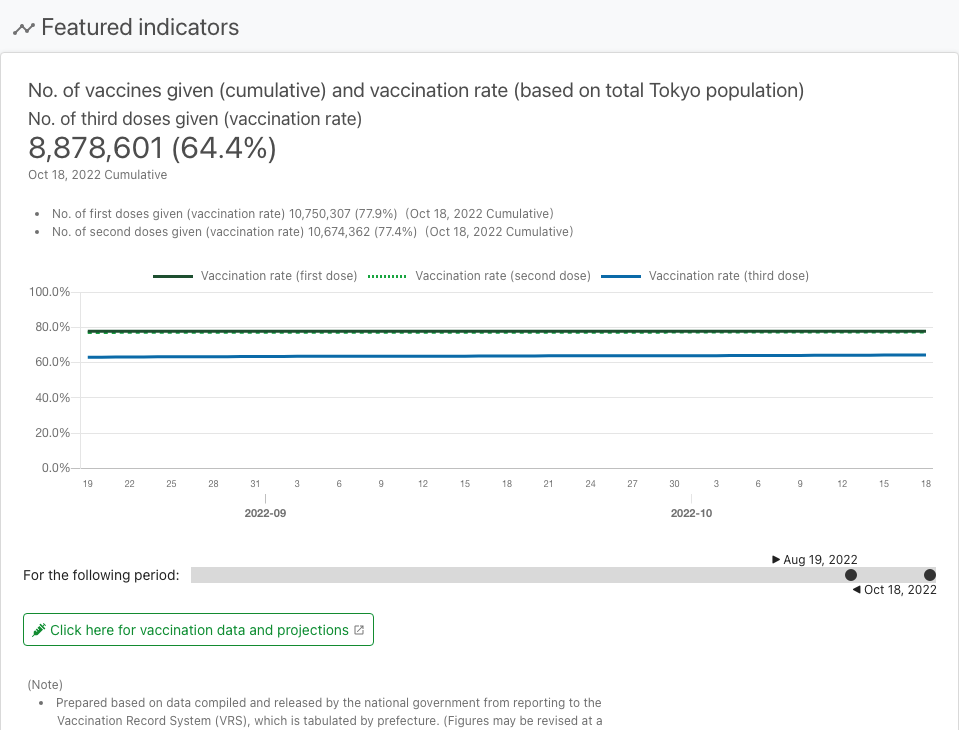 Featured indicators
No. of vaccines given (cumulative) and vaccination rate (based on total Tokyo population)
No. of third doses given (vaccination rate)
8,878,601 (64.4%)
Oct 18, 2022 Cumulative
• No. of first doses given (vaccination rate) 10,750,307 (77.9%) (Oct 18, 2022 Cumulative)
• No. of second doses given (vaccination rate) 10,674,362 (77.4%) (Oct 18, 2022 Cumulative)
Vaccination rate (first dose) Vaccination rate (second dose) Vaccination rate (third dose)
100.0%
80.0%
60.0%
40.0%
20.0%
0.0%
19 22 25 28 31 3 6 9 12 15 18 21 24 27 30 3 6 9 12 15 18
2022-09 2022-10
▶ Aug 19, 2022
For the following period:
◀ Oct 18, 2022
Click here for vaccination data and projections
(Note)
• Prepared based on data compiled and released by the national government from reporting to the
Vaccination Record System (VRS), which is tabulated by prefecture. (Figures may be revised at a